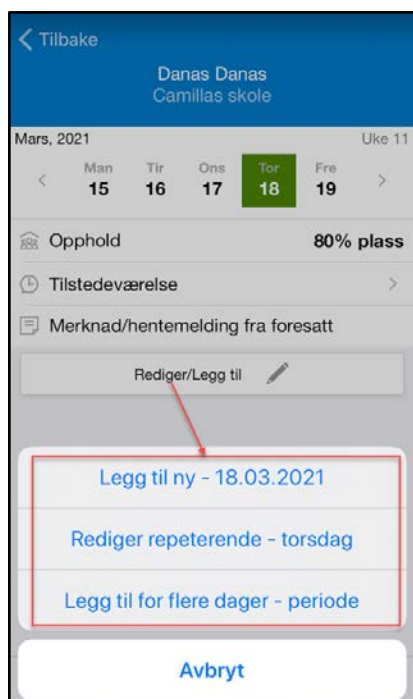 Tilbake
Danas Danas
Camillas skole
Mars, 2021 Uke 11
Man Tir Ons Tor Fre
15 16 17 18 19
Opphold 80% plass
Tilstedeværelse
Merknad/hentemelding fra foresatt
Rediger/Legg til
Legg til ny - 18.03.2021
Rediger repeterende - torsdag
Legg til for flere dager - periode
Avbryt